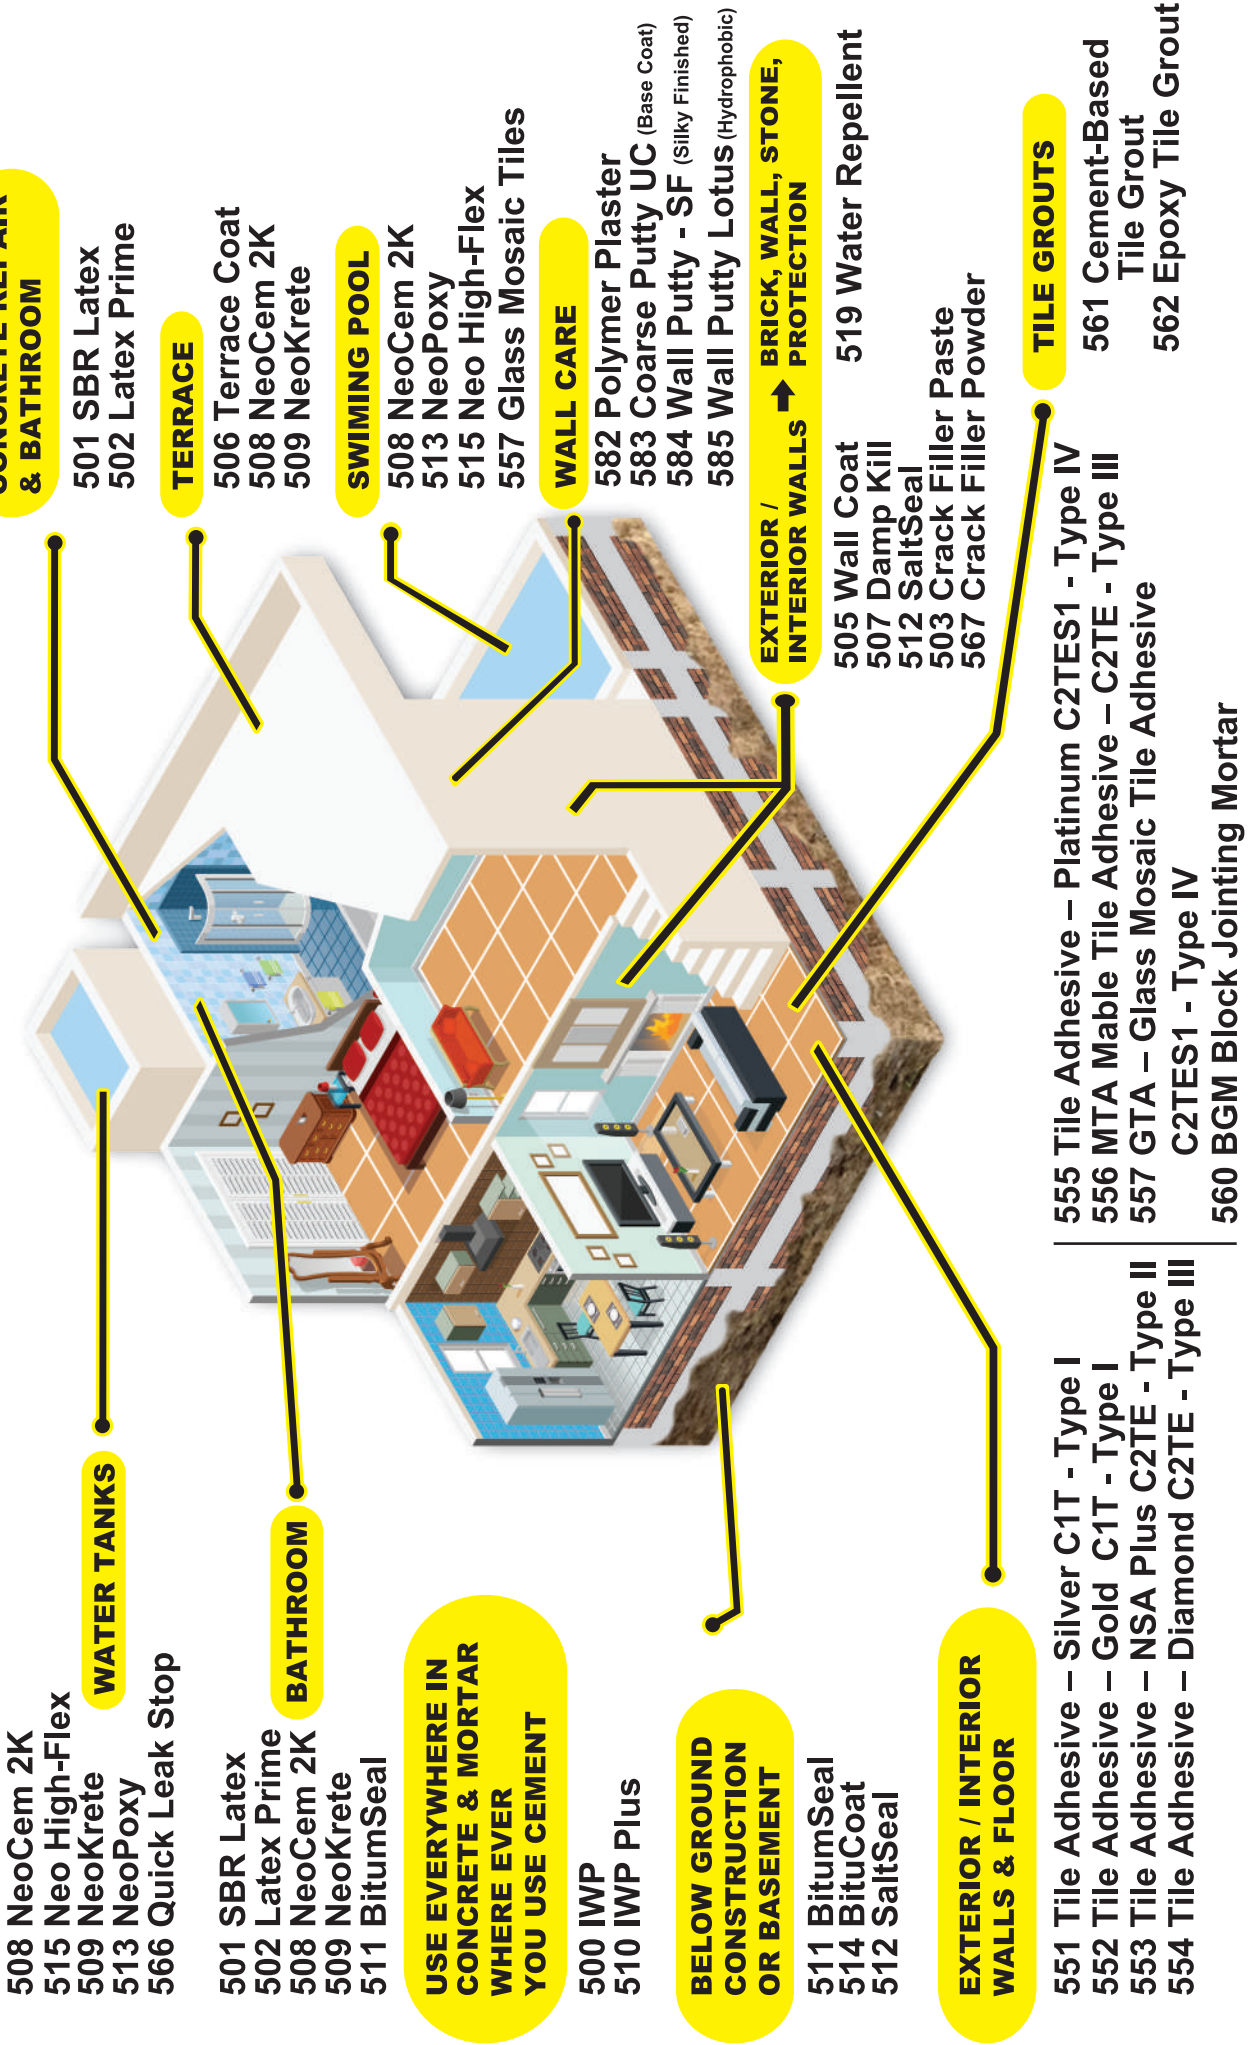 WATER TANKS
508 NeoCem 2K
515 Neo High-Flex
509 NeoKrete
513 NeoPoxy
566 Quick Leak Stop
BATHROOM
501 SBR Latex
502 Latex Prime
508 NeoCem 2K
509 NeoKrete
511 BitumSeal
USE EVERYWHERE IN
CONCRETE & MORTAR
WHERE EVER
YOU USE CEMENT
500 IWP
510 IWP Plus
BELOW GROUND
CONSTRUCTION
OR BASEMENT
511 BitumSeal
514 BituCoat
512 SaltSeal
EXTERIOR / INTERIOR
WALLS & FLOOR
551 Tile Adhesive – Silver C1T - Type I
552 Tile Adhesive – Gold C1T - Type I
553 Tile Adhesive – NSA Plus C2TE - Type II
554 Tile Adhesive – Diamond C2TE - Type III
555 Tile Adhesive – Platinum C2TES1 - Type IV
556 MTA Mable Tile Adhesive – C2TE - Type III
557 GTA – Glass Mosaic Tile Adhesive
C2TES1 - Type IV
560 BGM Block Jointing Mortar
CONCRETE REPAIR
& BATHROOM
501 SBR Latex
502 Latex Prime
TERRACE
506 Terrace Coat
508 NeoCem 2K
509 NeoKrete
SWIMING POOL
508 NeoCem 2K
513 NeoPoxy
515 Neo High-Flex
557 Glass Mosaic Tiles
WALL CARE
582 Polymer Plaster
583 Coarse Putty UC (Base Coat)
584 Wall Putty - SF (Silky Finished)
585 Wall Putty Lotus (Hydrophobic)
EXTERIOR /
INTERIOR WALLS ➡ BRICK, WALL, STONE,
PROTECTION
505 Wall Coat
507 Damp Kill
512 SaltSeal
503 Crack Filler Paste
567 Crack Filler Powder
519 Water Repellent
TILE GROUTS
561 Cement-Based
Tile Grout
562 Epoxy Tile Grout